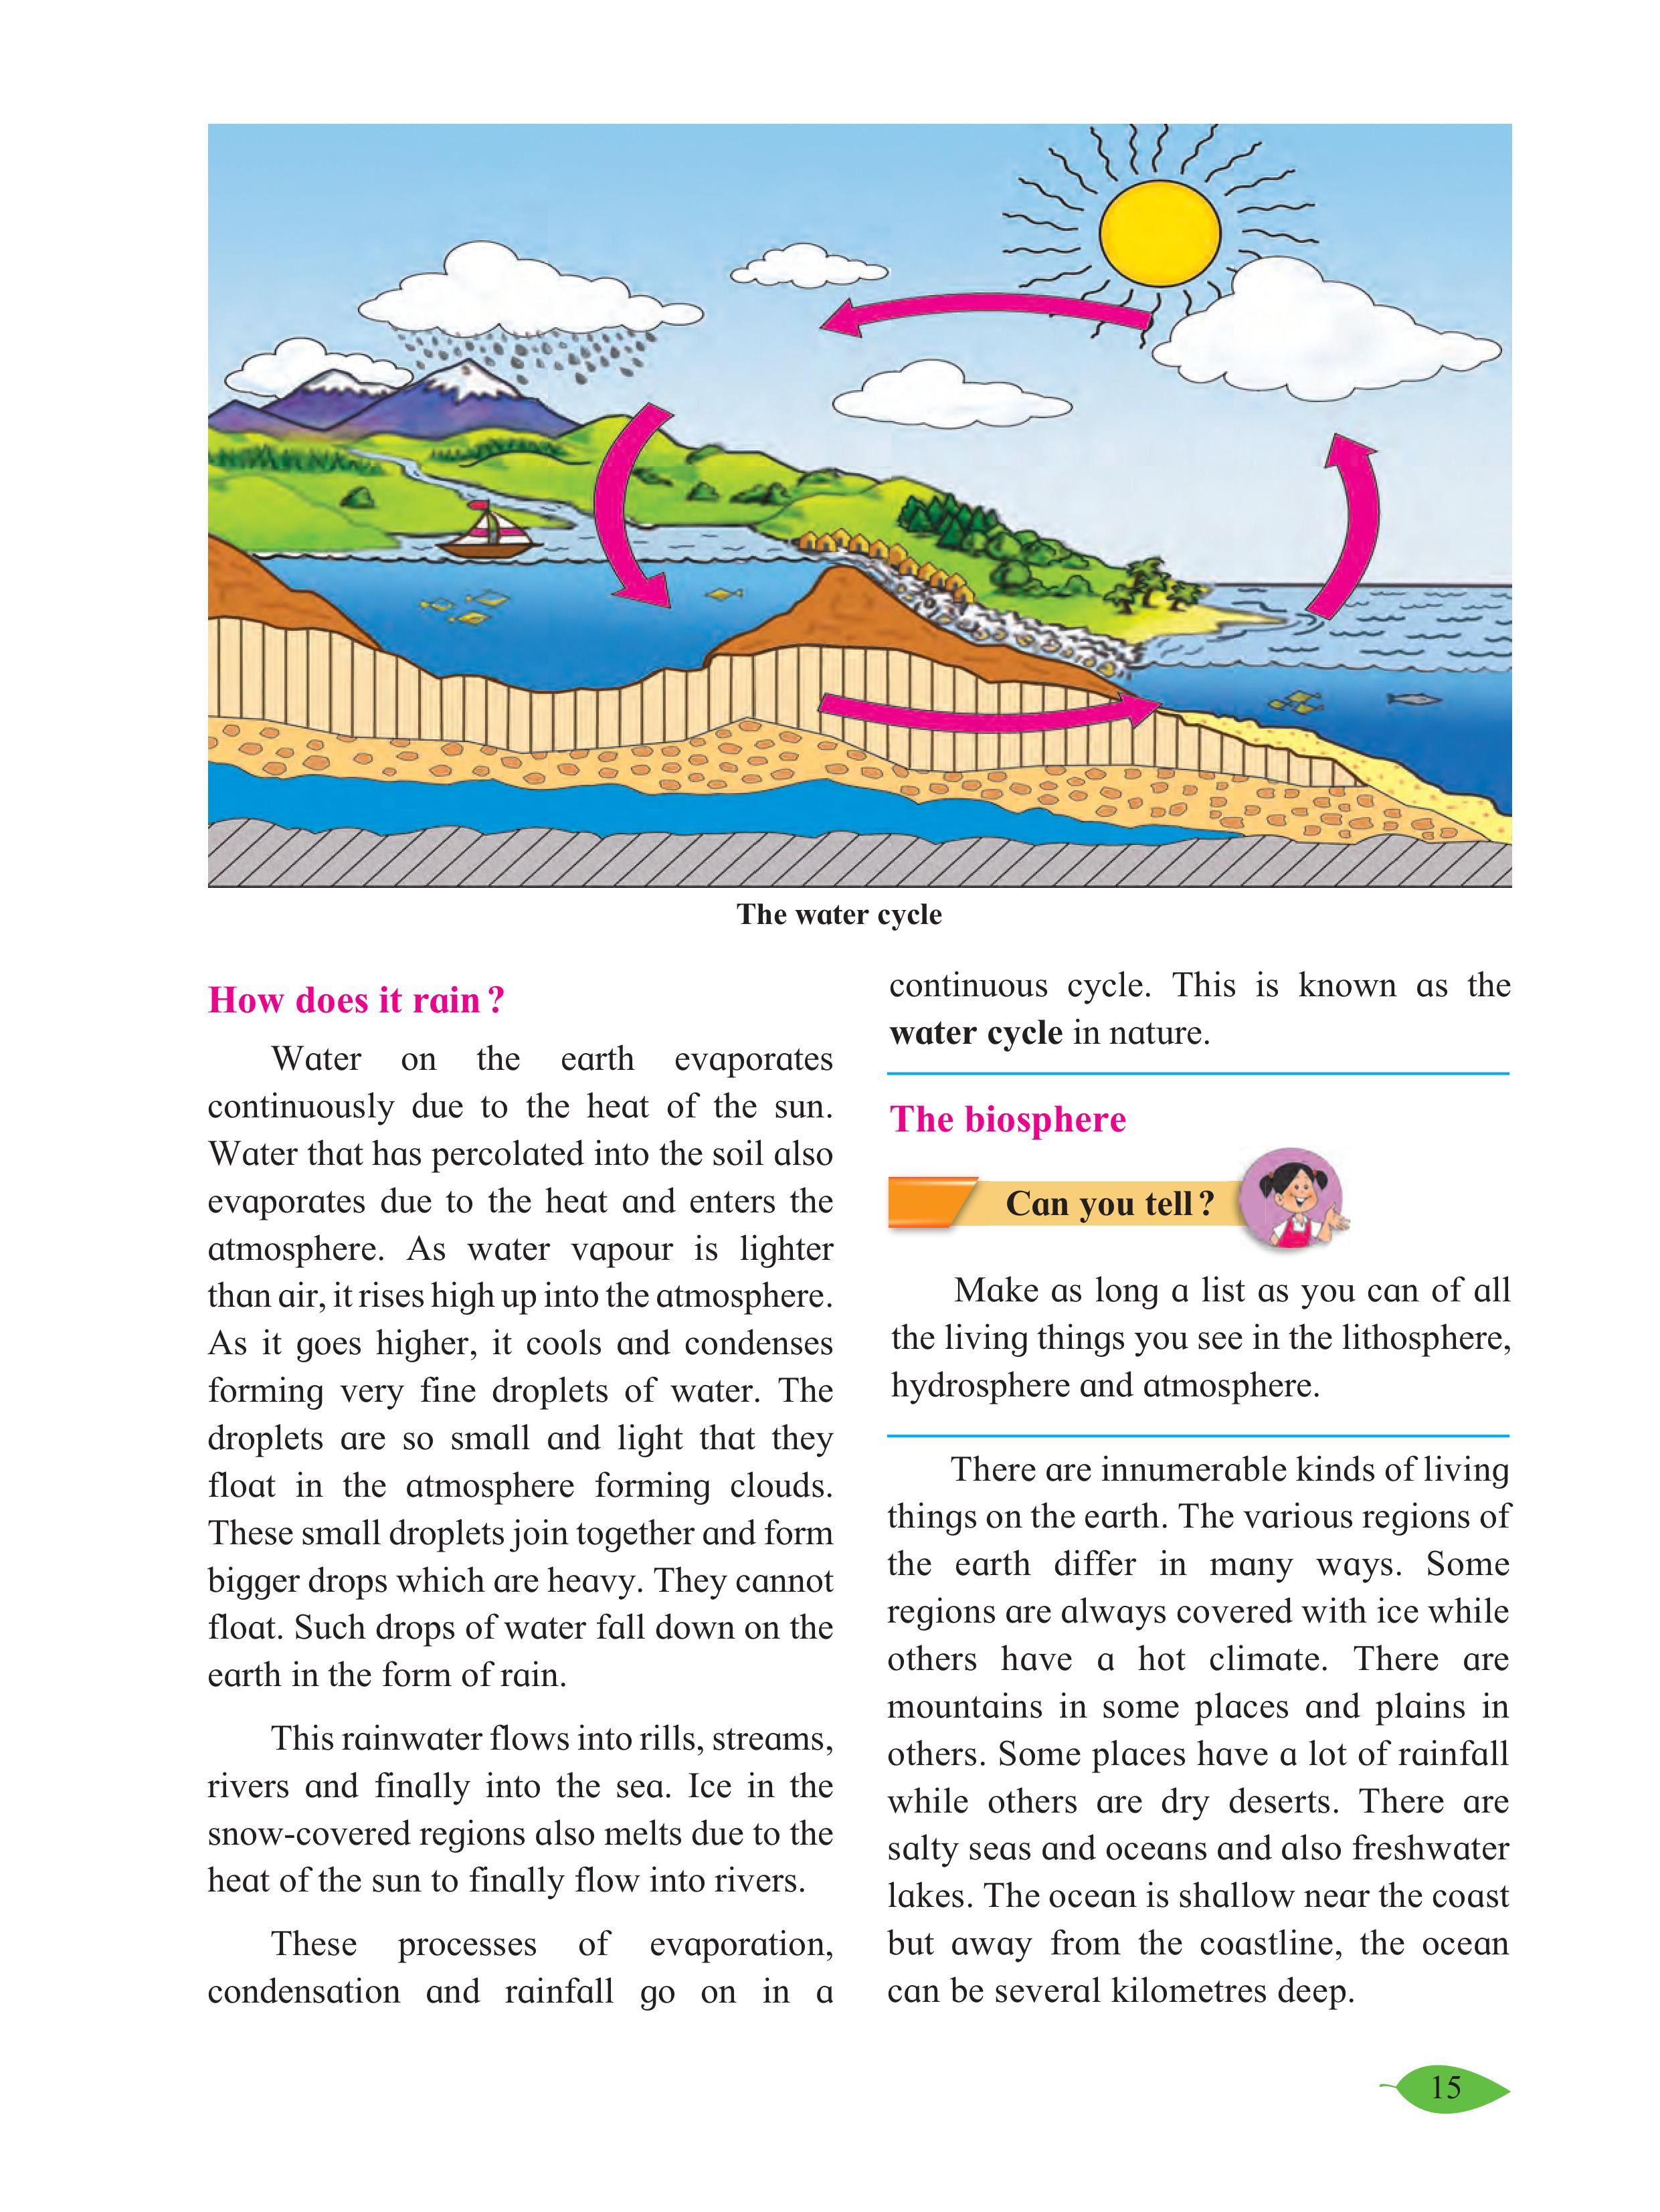 The water cycle
How does it rain ?
Water on the earth evaporates
continuously due to the heat of the sun.
Water that has percolated into the soil also
evaporates due to the heat and enters the
atmosphere. As water vapour is lighter
than air, it rises high up into the atmosphere.
As it goes higher, it cools and condenses
forming very fine droplets of water. The
droplets are so small and light that they
float in the atmosphere forming clouds.
These small droplets join together and form
bigger drops which are heavy. They cannot
float. Such drops of water fall down on the
earth in the form of rain.
This rainwater flows into rills, streams,
rivers and finally into the sea. Ice in the
snow-covered regions also melts due to the
heat of the sun to finally flow into rivers.
These processes of evaporation,
condensation and rainfall go on in a
continuous cycle. This is known as the
water cycle in nature.
The biosphere
Can you tell ?
Make as long a list as you can of all
the living things you see in the lithosphere,
hydrosphere and atmosphere.
There are innumerable kinds of living
things on the earth. The various regions of
the earth differ in many ways. Some
regions are always covered with ice while
others have a hot climate. There are
mountains in some places and plains in
others. Some places have a lot of rainfall
while others are dry deserts. There are
salty seas and oceans and also freshwater
lakes. The ocean is shallow near the coast
but away from the coastline, the ocean
can be several kilometres deep.
15